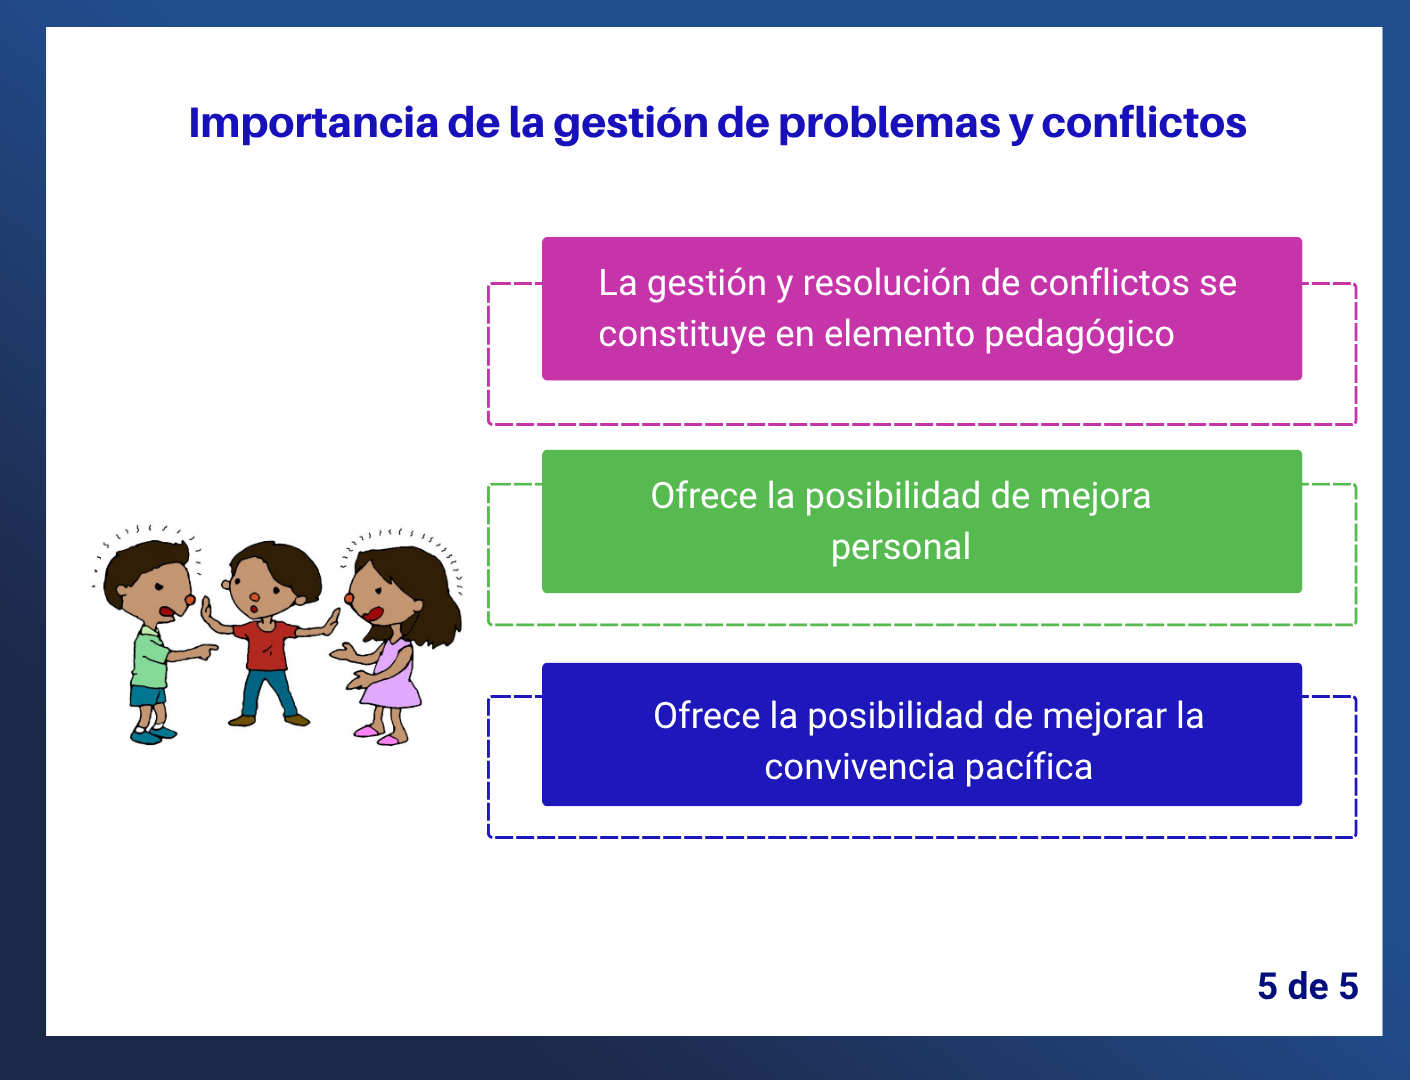 Importancia de la gestión de problemas y conflictos
La gestión y resolución de conflictos se
constituye en elemento pedagógico
Ofrece la posibilidad de mejora
personal
Ofrece la posibilidad de mejorar la
convivencia pacífica
5 de 5